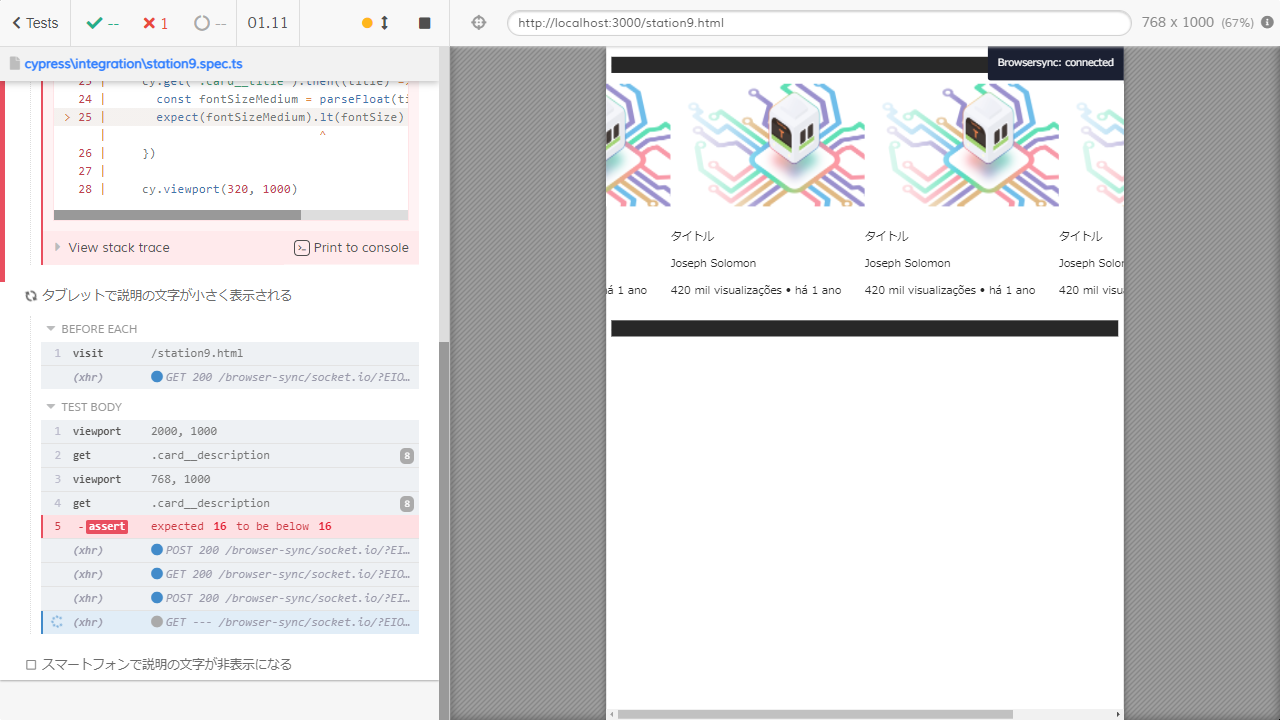 Tests
--
1
--
01.11
http://localhost:3000/station9.html
768 x 1000 (67%)
cypress\integration\station9.spec.ts
24 | const fontSizeMedium = parseFloat(ti
> 25 | expect(fontSizeMedium).lt(fontSize)
| ^
26 | })
27 |
28 | cy.viewport(320, 1000)
View stack trace
Print to console
タブレットで説明の文字が小さく表示される
BEFORE EACH
1 visit /station9.html
(xhr) GET 200 /browser-sync/socket.io/?EIO…
TEST BODY
1 viewport 2000, 1000
2 get .card__description 8
3 viewport 768, 1000
4 get .card__description 8
5 -assert expected 16 to be below 16
(xhr) POST 200 /browser-sync/socket.io/?EI…
(xhr) GET 200 /browser-sync/socket.io/?EIO…
(xhr) POST 200 /browser-sync/socket.io/?EI…
(xhr) GET --- /browser-sync/socket.io/?EIO…
スマートフォンで説明の文字が非表示になる
Browsersync: connected
タイトル タイトル タイトル
Joseph Solomon Joseph Solomon Joseph Solor
há 1 ano 420 mil visualizações • há 1 ano 420 mil visualizações • há 1 ano 420 mil visu